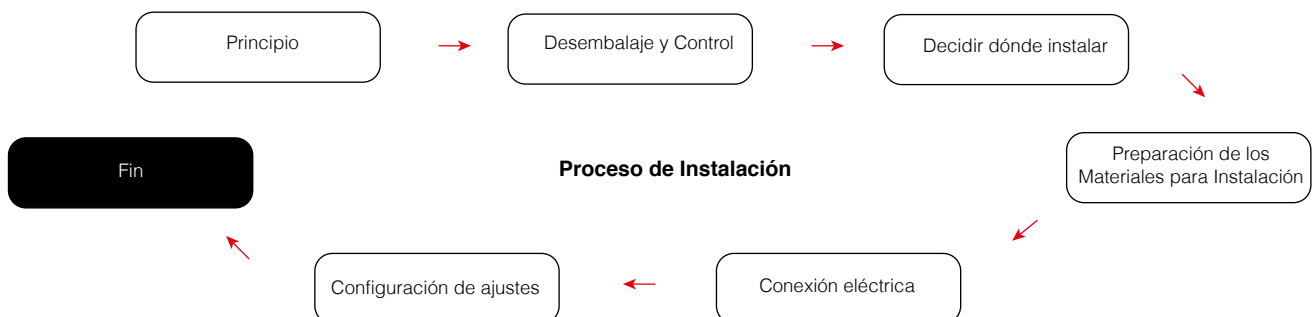 Principio
Desembalaje y Control
Decidir dónde instalar
Preparación de los
Materiales para Instalación
Proceso de Instalación
Conexión eléctrica
Configuración de ajustes
Fin